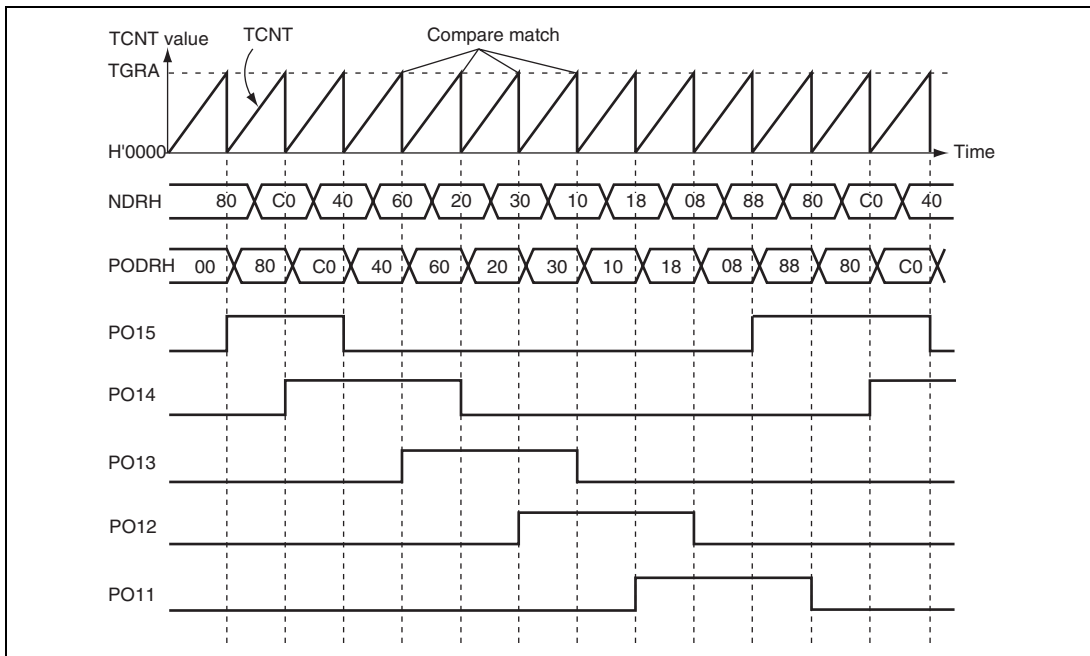 TCNT value TCNT Compare match
TGRA
H'0000 Time
NDRH 80 C0 40 60 20 30 10 18 08 88 80 C0 40
PODRH 00 80 C0 40 60 20 30 10 18 08 88 80 C0
PO15
PO14
PO13
PO12
PO11